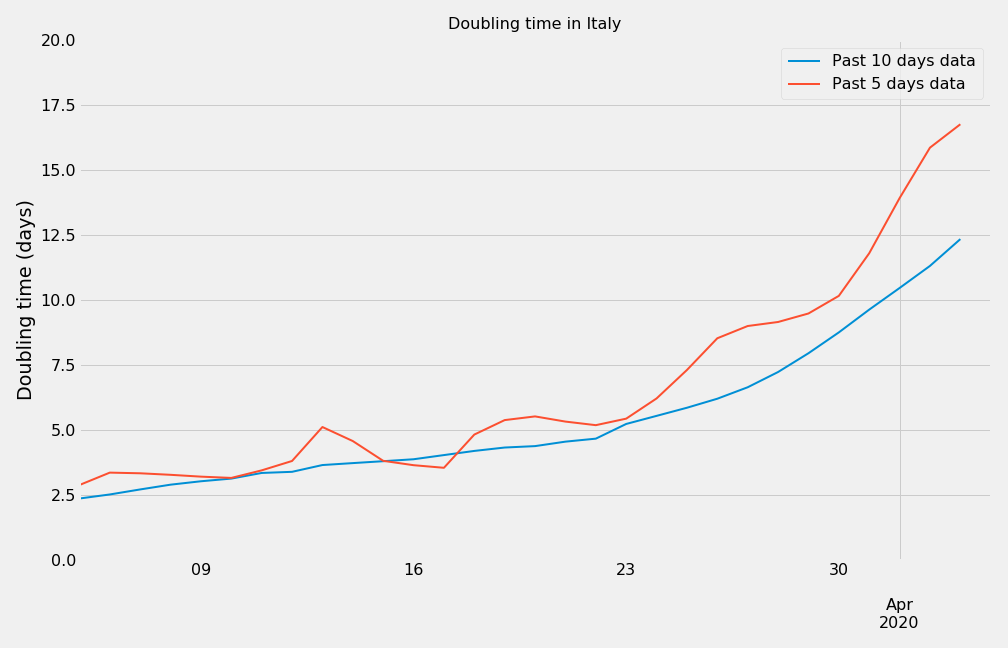 Doubling time in Italy
Past 10 days data
Past 5 days data
Doubling time (days)
20.0
17.5
15.0
12.5
10.0
7.5
5.0
2.5
0.0
09
16
23
30
Apr
2020